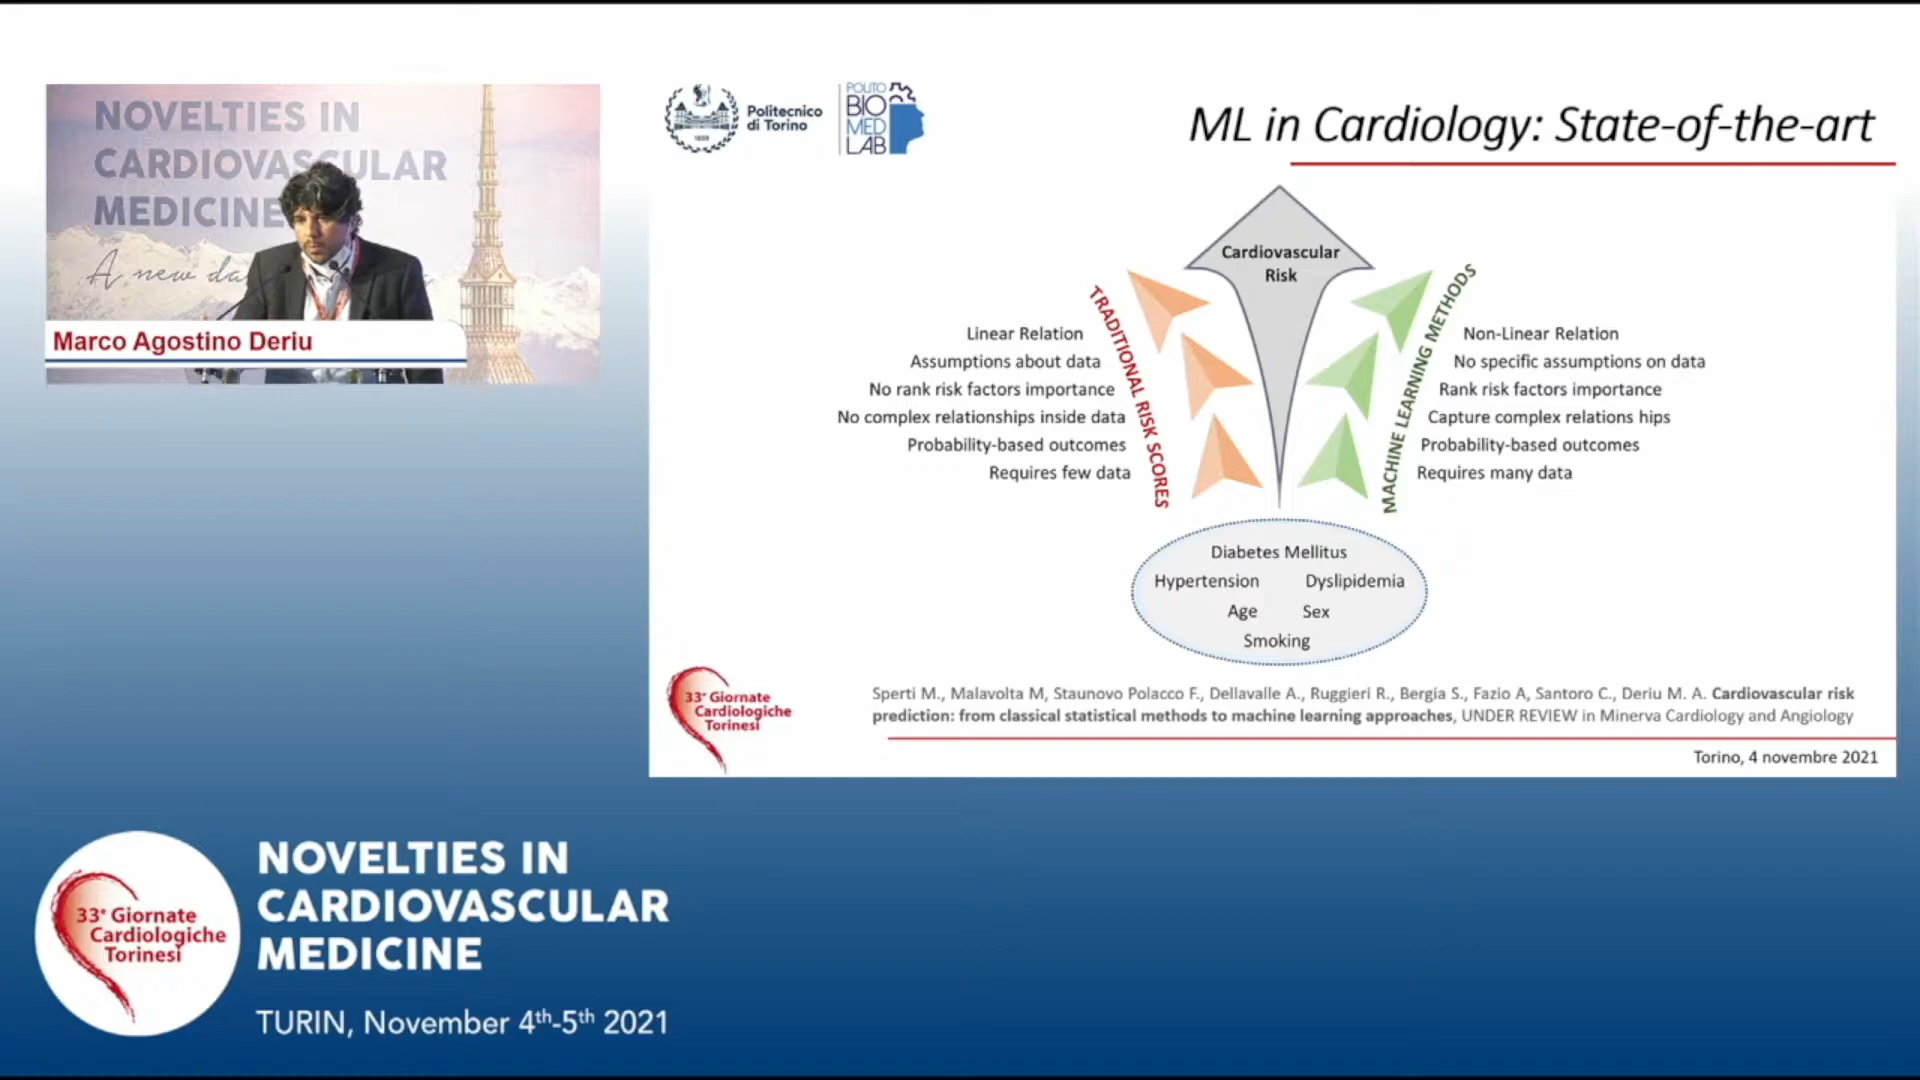 NOVELTIES IN
CARDIOVASCULAR
MEDICINE
A new da
Marco Agostino Deriu
Politecnico
di Torino
POLITO
BIO
MED
LAB
ML in Cardiology: State-of-the-art
Cardiovascular
Risk
TRADITIONAL RISK SCORES
Linear Relation
Assumptions about data
No rank risk factors importance
No complex relationships inside data
Probability-based outcomes
Requires few data
MACHINE LEARNING METHODS
Non-Linear Relation
No specific assumptions on data
Rank risk factors importance
Capture complex relations hips
Probability-based outcomes
Requires many data
Diabetes Mellitus
Hypertension Dyslipidemia
Age Sex
Smoking
33° Giornate
Cardiologiche
Torinesi
Sperti M., Malavolta M, Staunovo Polacco F., Dellavalle A., Ruggieri R., Bergia S., Fazio A, Santoro C., Deriu M. A. Cardiovascular risk
prediction: from classical statistical methods to machine learning approaches, UNDER REVIEW in Minerva Cardiology and Angiology
Torino, 4 novembre 2021
33° Giornate
Cardiologiche
Torinesi
NOVELTIES IN
CARDIOVASCULAR
MEDICINE
TURIN, November 4th-5th 2021